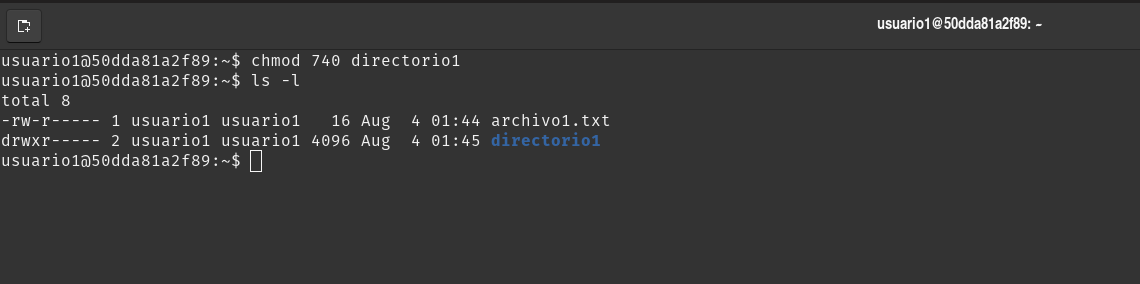 usuario1@50dda81a2f89: ~
usuario1@50dda81a2f89:~$ chmod 740 directorio1
usuario1@50dda81a2f89:~$ ls -l
total 8
-rw-r----- 1 usuario1 usuario1   16 Aug  4 01:44 archivo1.txt
drwxr----- 2 usuario1 usuario1 4096 Aug  4 01:45 directorio1
usuario1@50dda81a2f89:~$